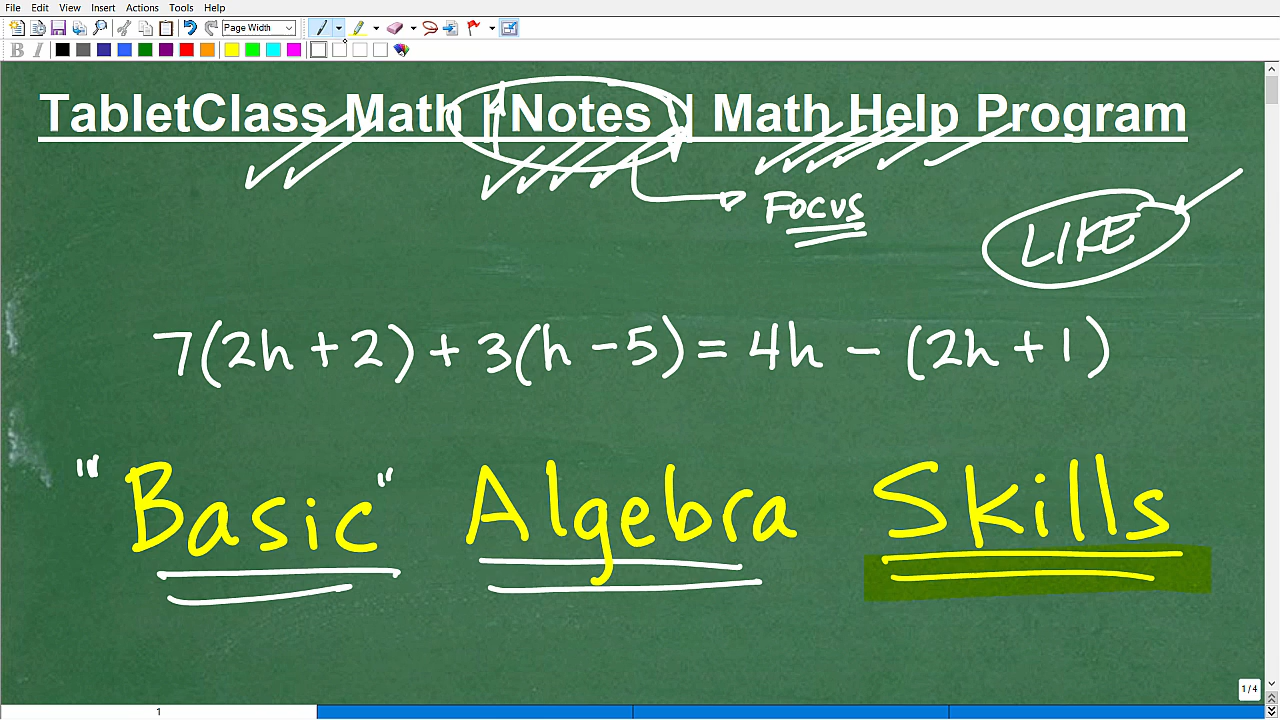 File Edit View Insert Actions Tools Help
Page Width
B I
TabletClass Math | Notes | Math Help Program
Focus
LIKE
7(2h + 2) + 3(h - 5) = 4h - (2h + 1)
"Basic" Algebra Skills
1/4
1